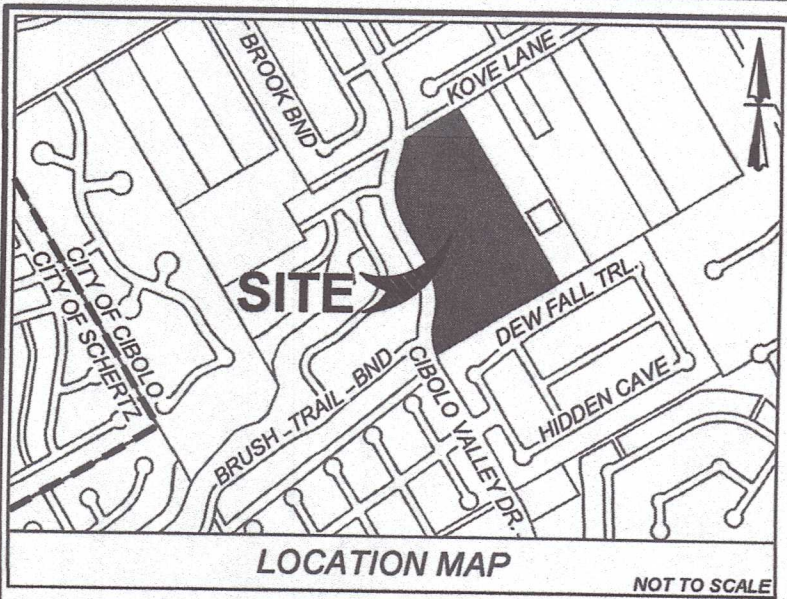 BROOK BND
KOVE LANE
CITY OF CIBOLO
CITY OF SCHERTZ
SITE
DEW FALL TRL.
HIDDEN CAVE
BRUSH -TRAIL -BND
CIBOLO VALLEY DR.
LOCATION MAP
NOT TO SCALE